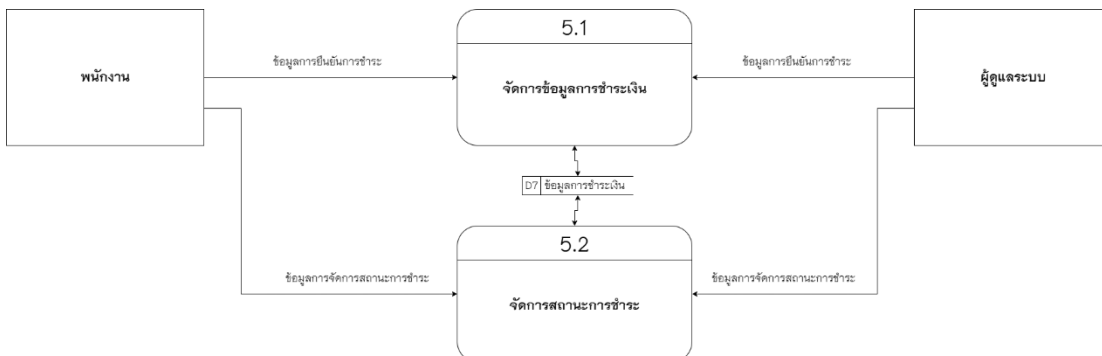 5.1
พนักงาน
ข้อมูลการยืนยันการชำระ
จัดการข้อมูลการชำระเงิน
ข้อมูลการยืนยันการชำระ
ผู้ดูแลระบบ
D7 ข้อมูลการชำระเงิน
5.2
ข้อมูลการจัดการสถานะการชำระ
จัดการสถานะการชำระ
ข้อมูลการจัดการสถานะการชำระ